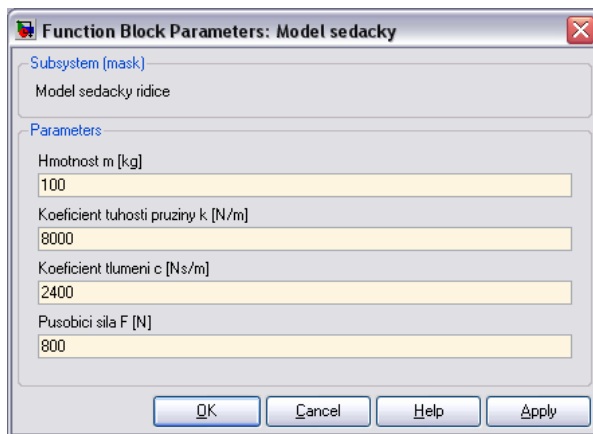 Function Block Parameters: Model sedacky
Subsystem (mask)
Model sedacky ridice
Parameters
Hmotnost m [kg]
100
Koeficient tuhosti pruziny k [N/m]
8000
Koeficient tlumeni c [Ns/m]
2400
Pusobici sila F [N]
800
OK Cancel Help Apply